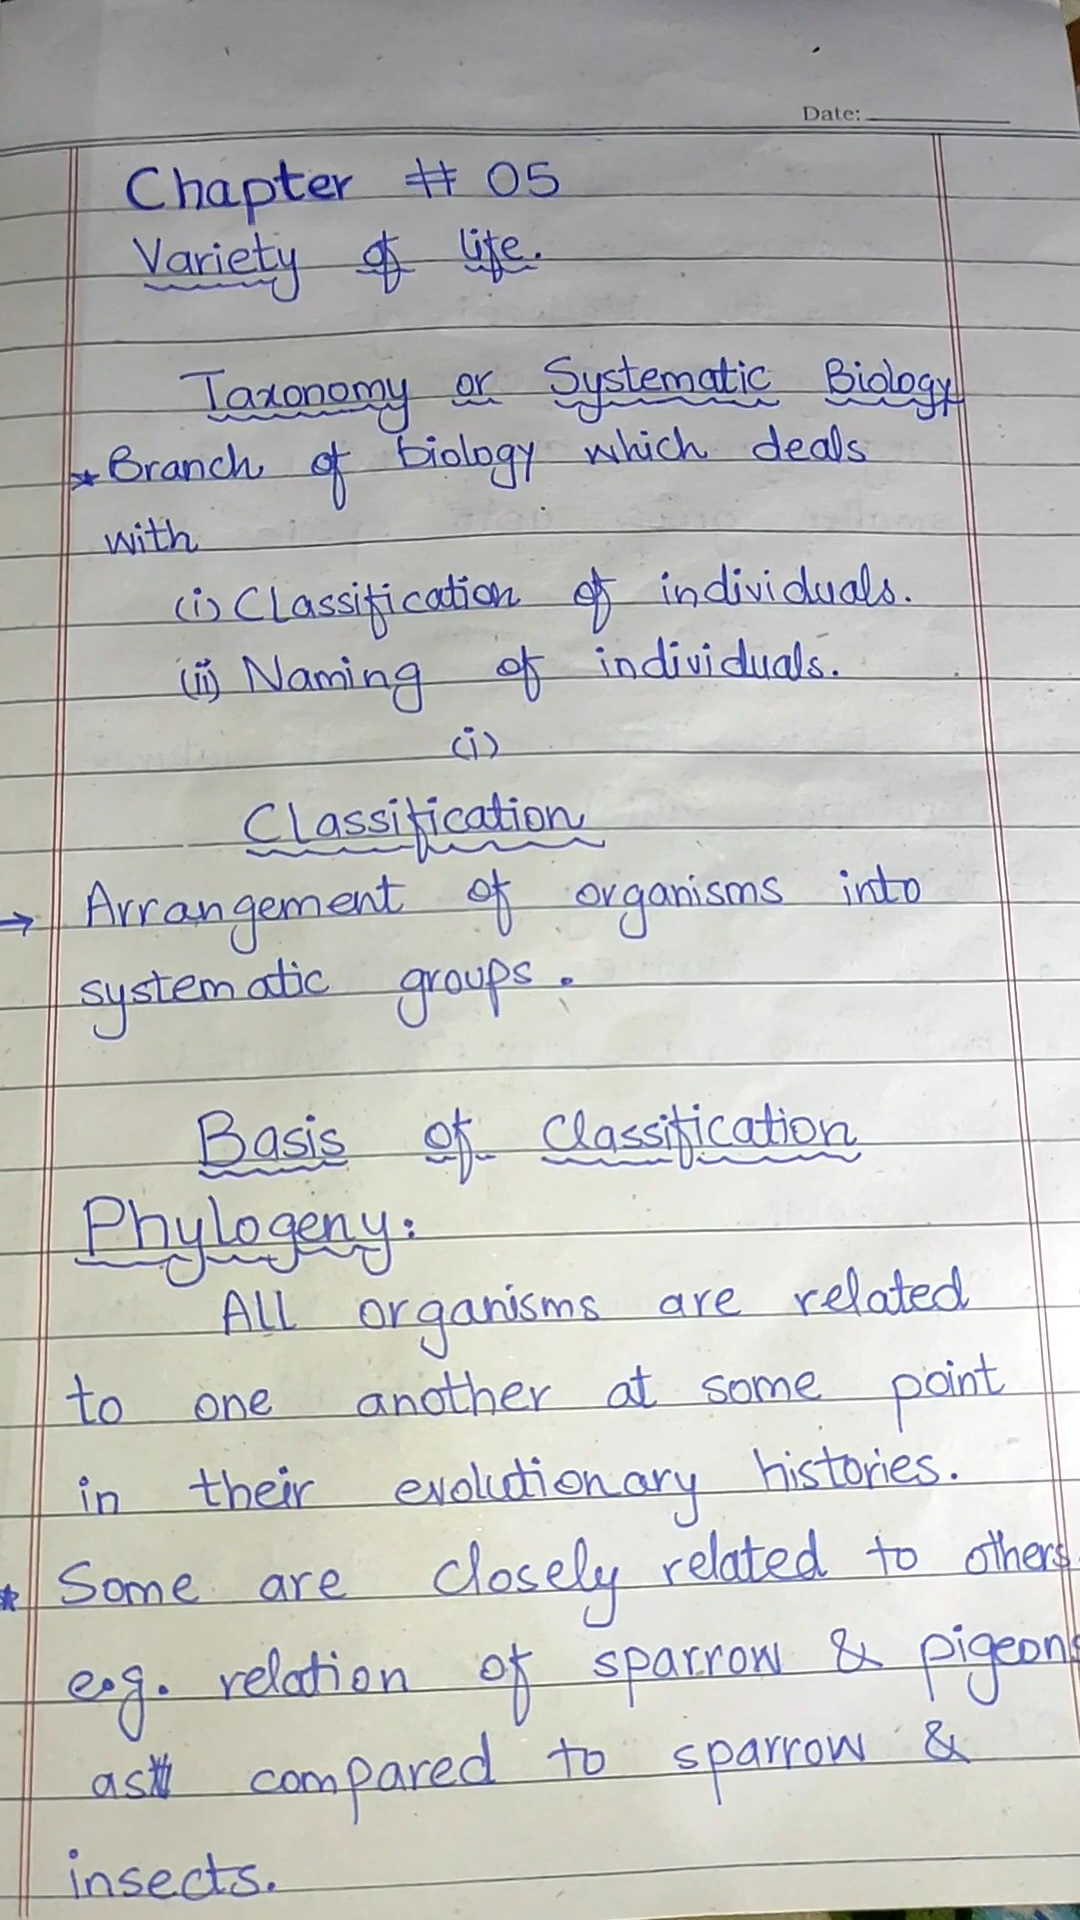 Date:
Chapter # 05
Variety of life.
Taxonomy or Systematic Biology
* Branch of biology which deals
with
(i) Classification of individuals.
(ii) Naming of individuals.
(i)
Classification
→ Arrangement of organisms into
systematic groups.
Basis of Classification
Phylogeny:
All organisms are related
to one another at some point
in their evolutionary histories.
* Some are closely related to others
e.g. relation of sparrow & pigeons
as compared to sparrow &
insects.